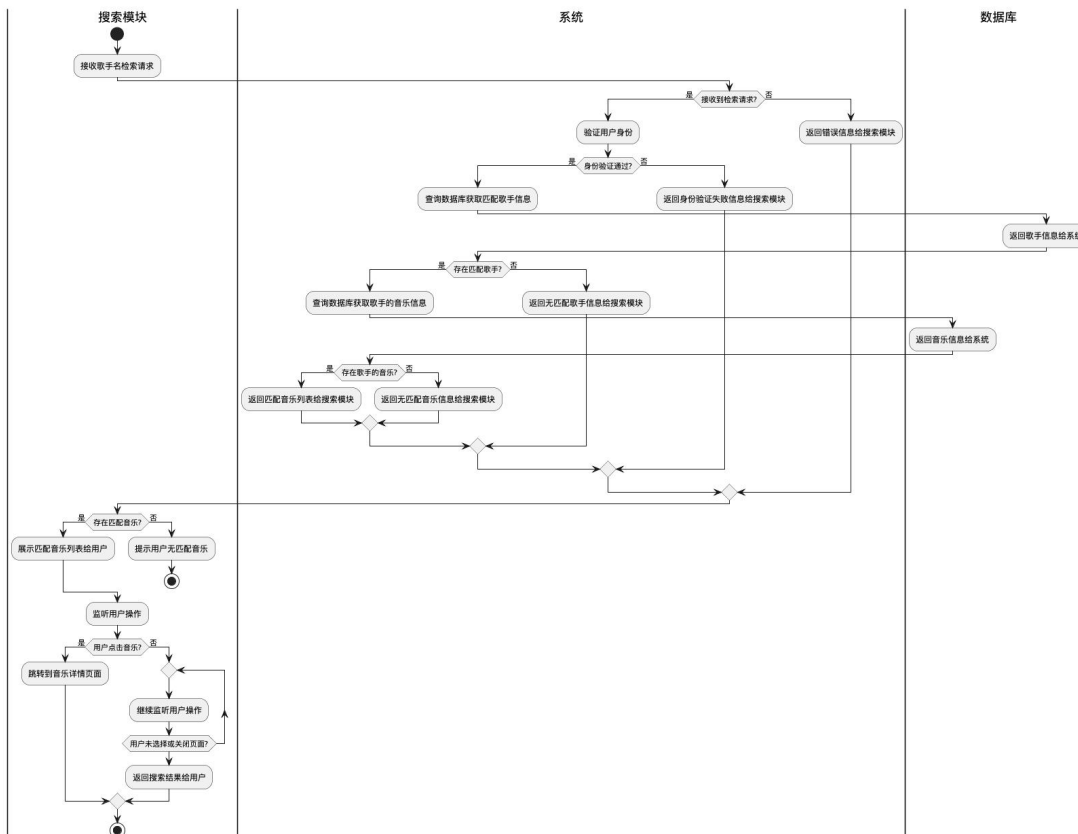 搜索模块
系统
数据库
接收歌手名检索请求
是
接收到检索请求?
否
验证用户身份
返回错误信息给搜索模块
是
身份验证通过?
否
查询数据库获取匹配歌手信息
返回身份验证失败信息给搜索模块
返回歌手信息给系统
是
存在匹配歌手?
否
查询数据库获取歌手的音乐信息
返回无匹配歌手信息给搜索模块
返回音乐信息给系统
是
存在歌手的音乐?
否
返回匹配音乐列表给搜索模块
返回无匹配音乐信息给搜索模块
是
存在匹配音乐?
否
展示匹配音乐列表给用户
提示用户无匹配音乐
监听用户操作
是
用户点击音乐?
否
跳转到音乐详情页面
继续监听用户操作
用户未选择或关闭页面?
返回搜索结果给用户